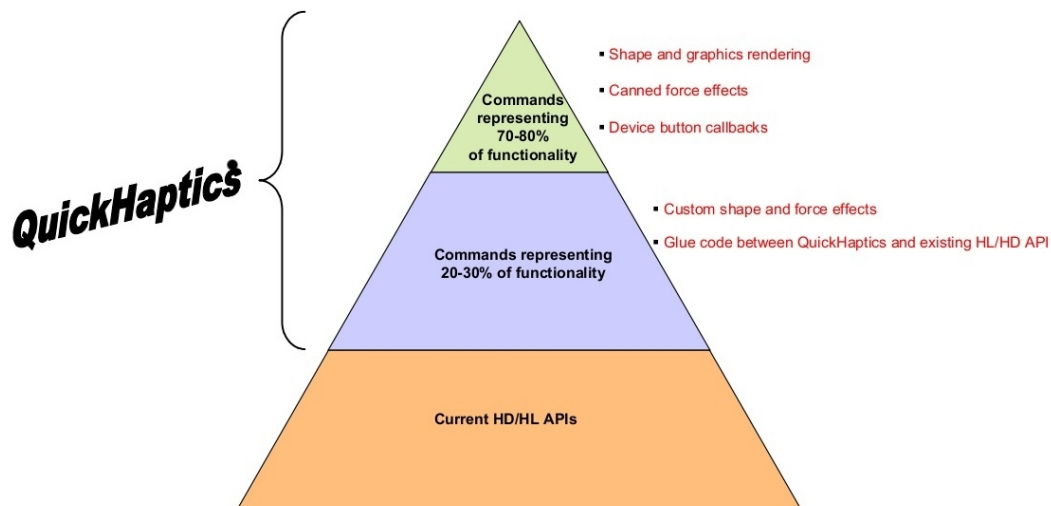 Commands
representing
70-80%
of functionality
▪ Shape and graphics rendering
▪ Canned force effects
▪ Device button callbacks
QuickHaptics
Commands representing
20-30% of functionality
▪ Custom shape and force effects
▪ Glue code between QuickHaptics and existing HL/HD API
Current HD/HL APIs